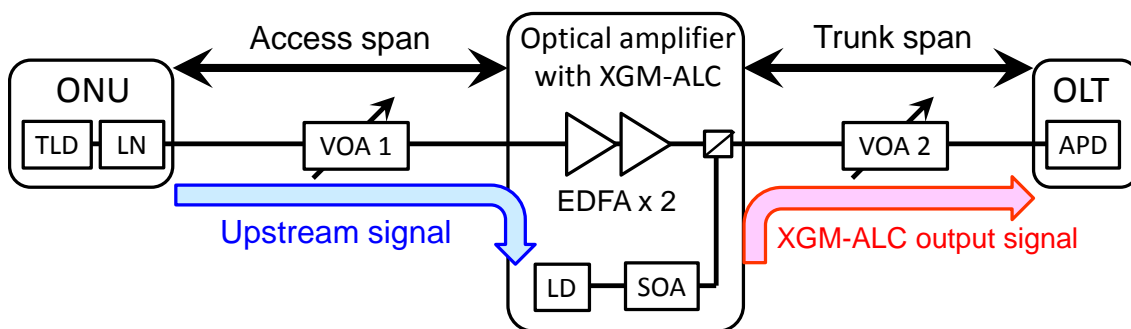 Access span
Optical amplifier
with XGM-ALC
Trunk span
ONU
OLT
TLD
LN
VOA 1
VOA 2
APD
EDFA x 2
Upstream signal
XGM-ALC output signal
LD
SOA